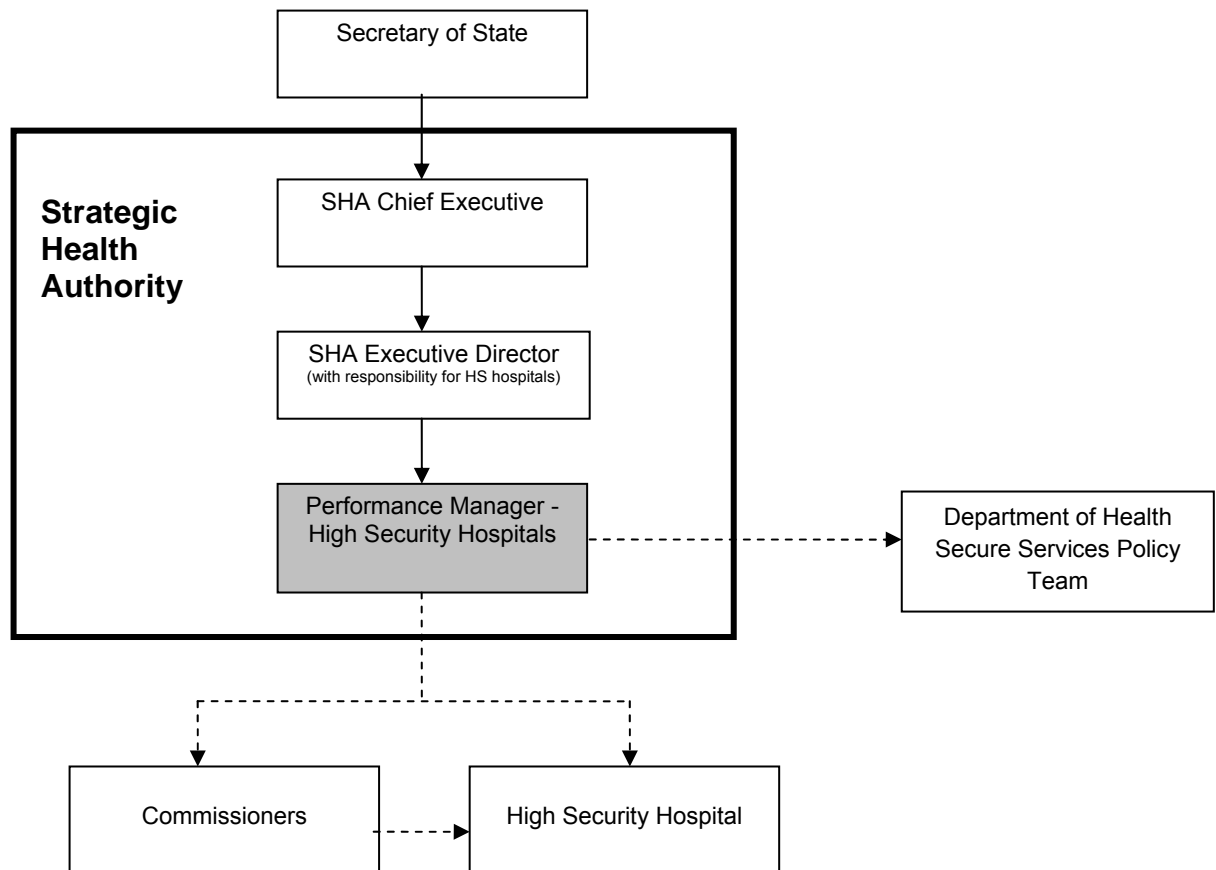 Secretary of State
SHA Chief Executive
Strategic
Health
Authority
SHA Executive Director
(with responsibility for HS hospitals)
Performance Manager -
High Security Hospitals
Department of Health
Secure Services Policy
Team
Commissioners
High Security Hospital